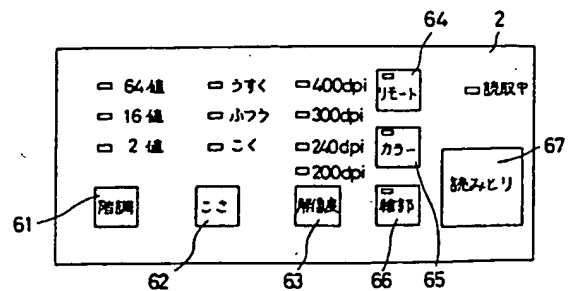 64
2
64値 うすく 400dpi リモート 読取中
16値 ふつう 300dpi
2値 こく 240dpi カラー 67
200dpi
階調 ここさ 解像度 縮部 読みとり
61
62 63 66 65